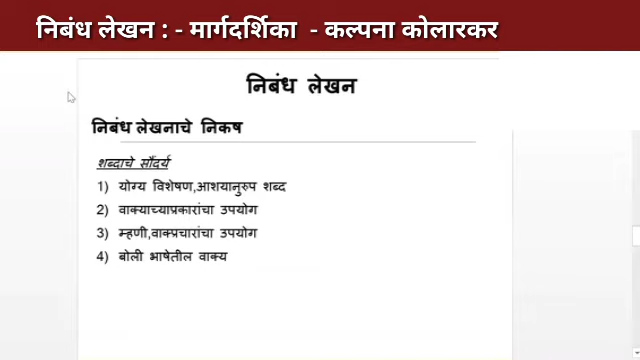 निबंध लेखन : - मार्गदर्शिका - कल्पना कोलारकर
निबंध लेखन
निबंध लेखनाचे निकष
शब्दाचे सौंदर्य
1) योग्य विशेषण,आशयानुरुप शब्द
2) वाक्याच्याप्रकारांचा उपयोग
3) म्हणी,वाक्प्रचारांचा उपयोग
4) बोली भाषेतील वाक्य